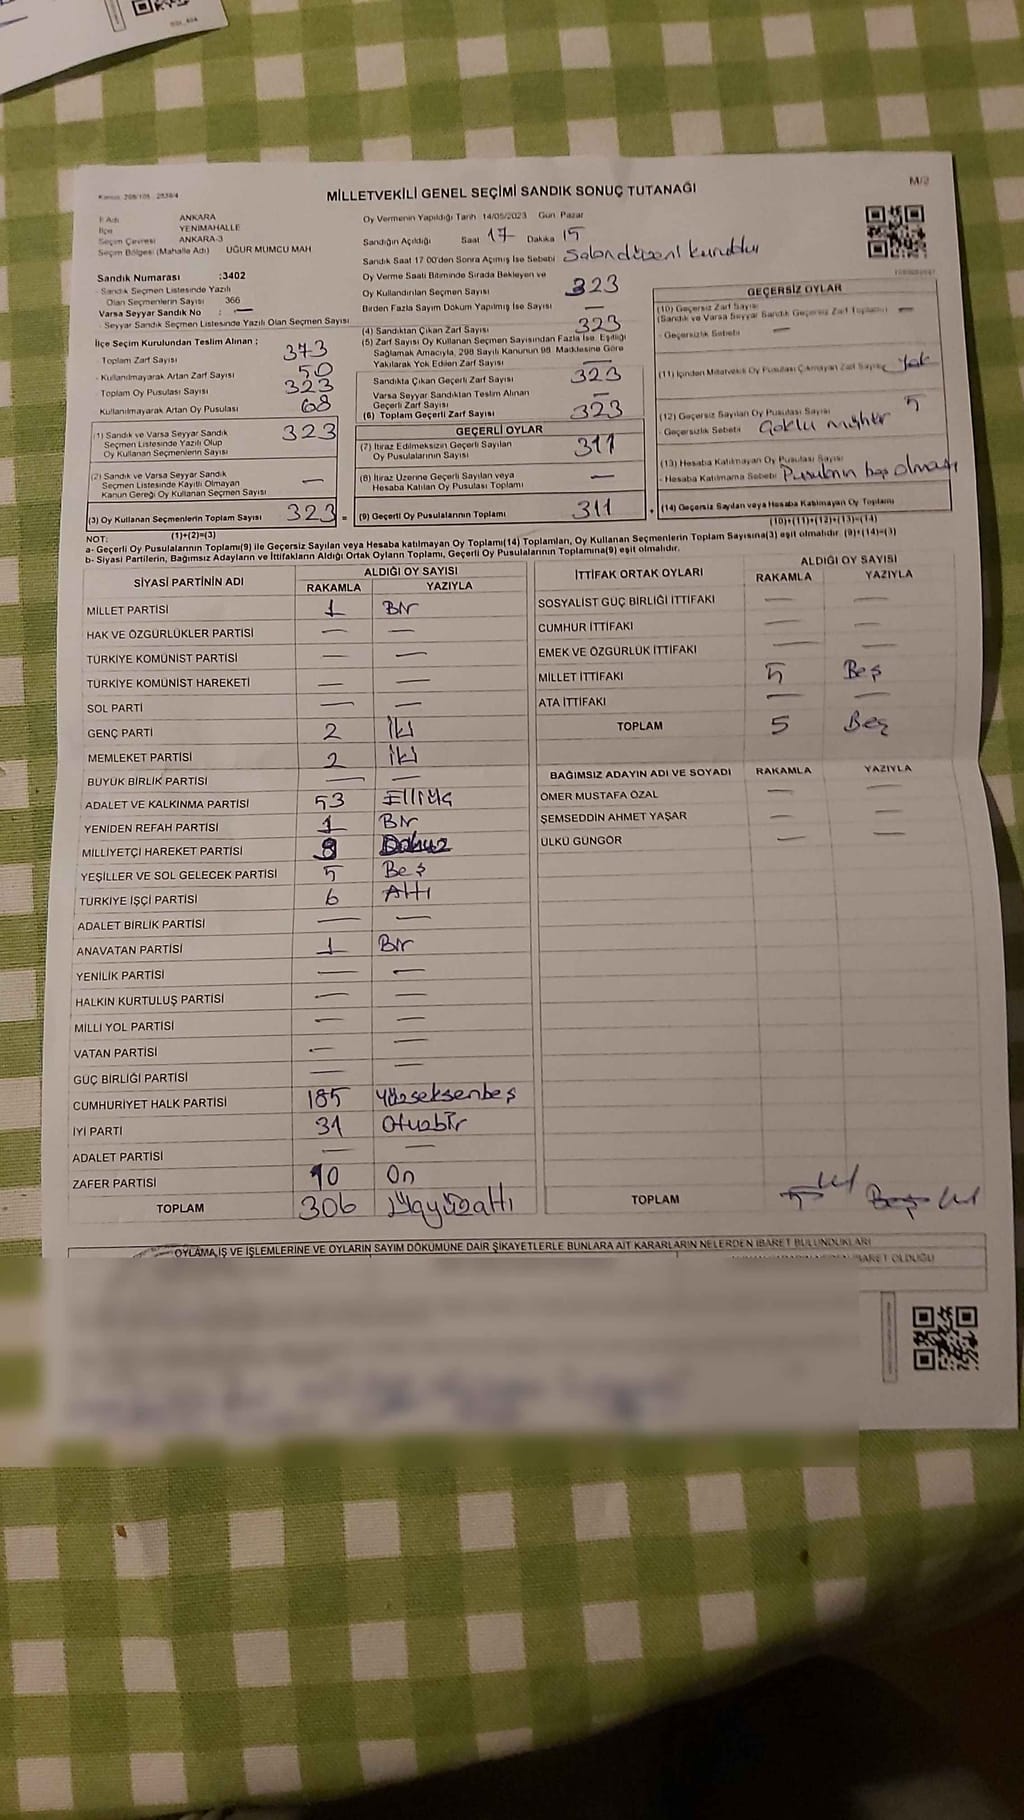 MİLLETVEKİLİ GENEL SEÇİMİ SANDIK SONUÇ TUTANAĞI
M/2
İl Adı ANKARA
İlçe YENİMAHALLE
Seçim Çevresi ANKARA-3
Seçim Bölgesi (Mahalle Adı) UĞUR MUMCU MAH
Sandık Numarası :3402
Sandık Seçmen Listesinde Yazılı
Olan Seçmenlerin Sayısı 366
Varsa Seyyar Sandık No : —
Seyyar Sandık Seçmen Listesinde Yazılı Olan Seçmen Sayısı
İlçe Seçim Kurulundan Teslim Alınan ;
Toplam Zarf Sayısı 373
Kullanılmayarak Artan Zarf Sayısı 50
Toplam Oy Pusulası Sayısı 323
Kullanılmayarak Artan Oy Pusulası 68
(1) Sandık ve Varsa Seyyar Sandık 323
Seçmen Listesinde Yazılı Olup
Oy Kullanan Seçmenlerin Sayısı
(2) Sandık ve Varsa Seyyar Sandık
Seçmen Listesinde Kayıtlı Olmayan —
Kanun Gereği Oy Kullanan Seçmen Sayısı
(3) Oy Kullanan Seçmenlerin Toplam Sayısı 323 =
(1)+(2)=(3)
Oy Vermenin Yapıldığı Tarih 14/05/2023 Gün Pazar
Sandığın Açıldığı Saat 17 Dakika 15
Sandık Saat 17 00'den Sonra Açımış İse Sebebi Salon düzeni kuruldu
Oy Verme Saati Bitiminde Sırada Bekleyen ve
Oy Kullandırılan Seçmen Sayısı 323
Birden Fazla Sayım Döküm Yapılmış İse Sayısı —
(4) Sandıktan Çıkan Zarf Sayısı 323
(5) Zarf Sayısı Oy Kullanan Seçmen Sayısından Fazla İse, Eşitliği
Sağlamak Amacıyla, 298 Sayılı Kanunun 98. Maddesine Göre
Yakılarak Yok Edilen Zarf Sayısı —
Sandıkta Çıkan Geçerli Zarf Sayısı 323
Varsa Seyyar Sandıktan Teslim Alınan
Geçerli Zarf Sayısı —
(6) Toplam Geçerli Zarf Sayısı 323
GEÇERLİ OYLAR
(7) İtiraz Edilmeksizin Geçerli Sayılan
Oy Pusulalarının Sayısı 311
(8) İtiraz Üzerine Geçerli Sayılan veya
Hesaba Katılan Oy Pusulası Toplamı —
(9) Geçerli Oy Pusulalarının Toplamı 311 +
GEÇERSİZ OYLAR
(10) Geçersiz Zarf Sayısı
(Sandık ve Varsa Seyyar Sandık Geçersiz Zarf Toplamı) —
- Geçersizlik Sebebi —
(11) İçinden Milletvekili Oy Pusulası Çıkmayan Zarf Sayısı Yok
(12) Geçersiz Sayılan Oy Pusulası Sayısı 5
- Geçersizlik Sebebi Çoklu mühür
(13) Hesaba Katılmayan Oy Pusulası Sayısı
- Hesaba Katılmama Sebebi Pusulanın boş olması
(14) Geçersiz Sayılan veya Hesaba Katılmayan Oy Toplamı
(10)+(11)+(12)+(13)=(14)
NOT:
a- Geçerli Oy Pusulalarının Toplamı(9) ile Geçersiz Sayılan veya Hesaba katılmayan Oy Toplamı(14) Toplamları, Oy Kullanan Seçmenlerin Toplam Sayısına(3) eşit olmalıdır. (9)+(14)=(3)
b- Siyasi Partilerin, Bağımsız Adayların ve İttifakların Aldığı Ortak Oyların Toplamı, Geçerli Oy Pusulalarının Toplamına(9) eşit olmalıdır.
SİYASİ PARTİNİN ADI ALDIĞI OY SAYISI
RAKAMLA YAZIYLA
MİLLET PARTİSİ 1 Bir
HAK VE ÖZGÜRLÜKLER PARTİSİ — —
TÜRKİYE KOMÜNİST PARTİSİ — —
TÜRKİYE KOMÜNİST HAREKETİ — —
SOL PARTİ — —
GENÇ PARTİ 2 İki
MEMLEKET PARTİSİ 2 İki
BÜYÜK BİRLİK PARTİSİ — —
ADALET VE KALKINMA PARTİSİ 53 Elliüç
YENİDEN REFAH PARTİSİ 1 Bir
MİLLİYETÇİ HAREKET PARTİSİ 9 Dokuz
YEŞİLLER VE SOL GELECEK PARTİSİ 5 Beş
TÜRKİYE İŞÇİ PARTİSİ 6 Altı
ADALET BİRLİK PARTİSİ — —
ANAVATAN PARTİSİ 1 Bir
YENİLİK PARTİSİ — —
HALKIN KURTULUŞ PARTİSİ — —
MİLLİ YOL PARTİSİ — —
VATAN PARTİSİ — —
GÜÇ BİRLİĞİ PARTİSİ — —
CUMHURİYET HALK PARTİSİ 185 Yüzseksenbeş
İYİ PARTİ 31 Otuzbir
ADALET PARTİSİ — —
ZAFER PARTİSİ 10 On
TOPLAM 306 Üçyüzaltı
İTTİFAK ORTAK OYLARI ALDIĞI OY SAYISI
RAKAMLA YAZIYLA
SOSYALİST GÜÇ BİRLİĞİ İTTİFAKI — —
CUMHUR İTTİFAKI — —
EMEK VE ÖZGÜRLÜK İTTİFAKI — —
MİLLET İTTİFAKI 5 Beş
ATA İTTİFAKI — —
TOPLAM 5 Beş
BAĞIMSIZ ADAYIN ADI VE SOYADI RAKAMLA YAZIYLA
ÖMER MUSTAFA ÖZAL — —
ŞEMSEDDİN AHMET YAŞAR — —
ÜLKÜ GÜNGÖR — —
TOPLAM 5 Beş
OYLAMA,İŞ VE İŞLEMLERİNE VE OYLARIN SAYIM DÖKÜMÜNE DAİR ŞİKAYETLERLE BUNLARA AİT KARARLARIN NELERDEN İBARET BULUNDUKLARI
İBARET OLDUĞU